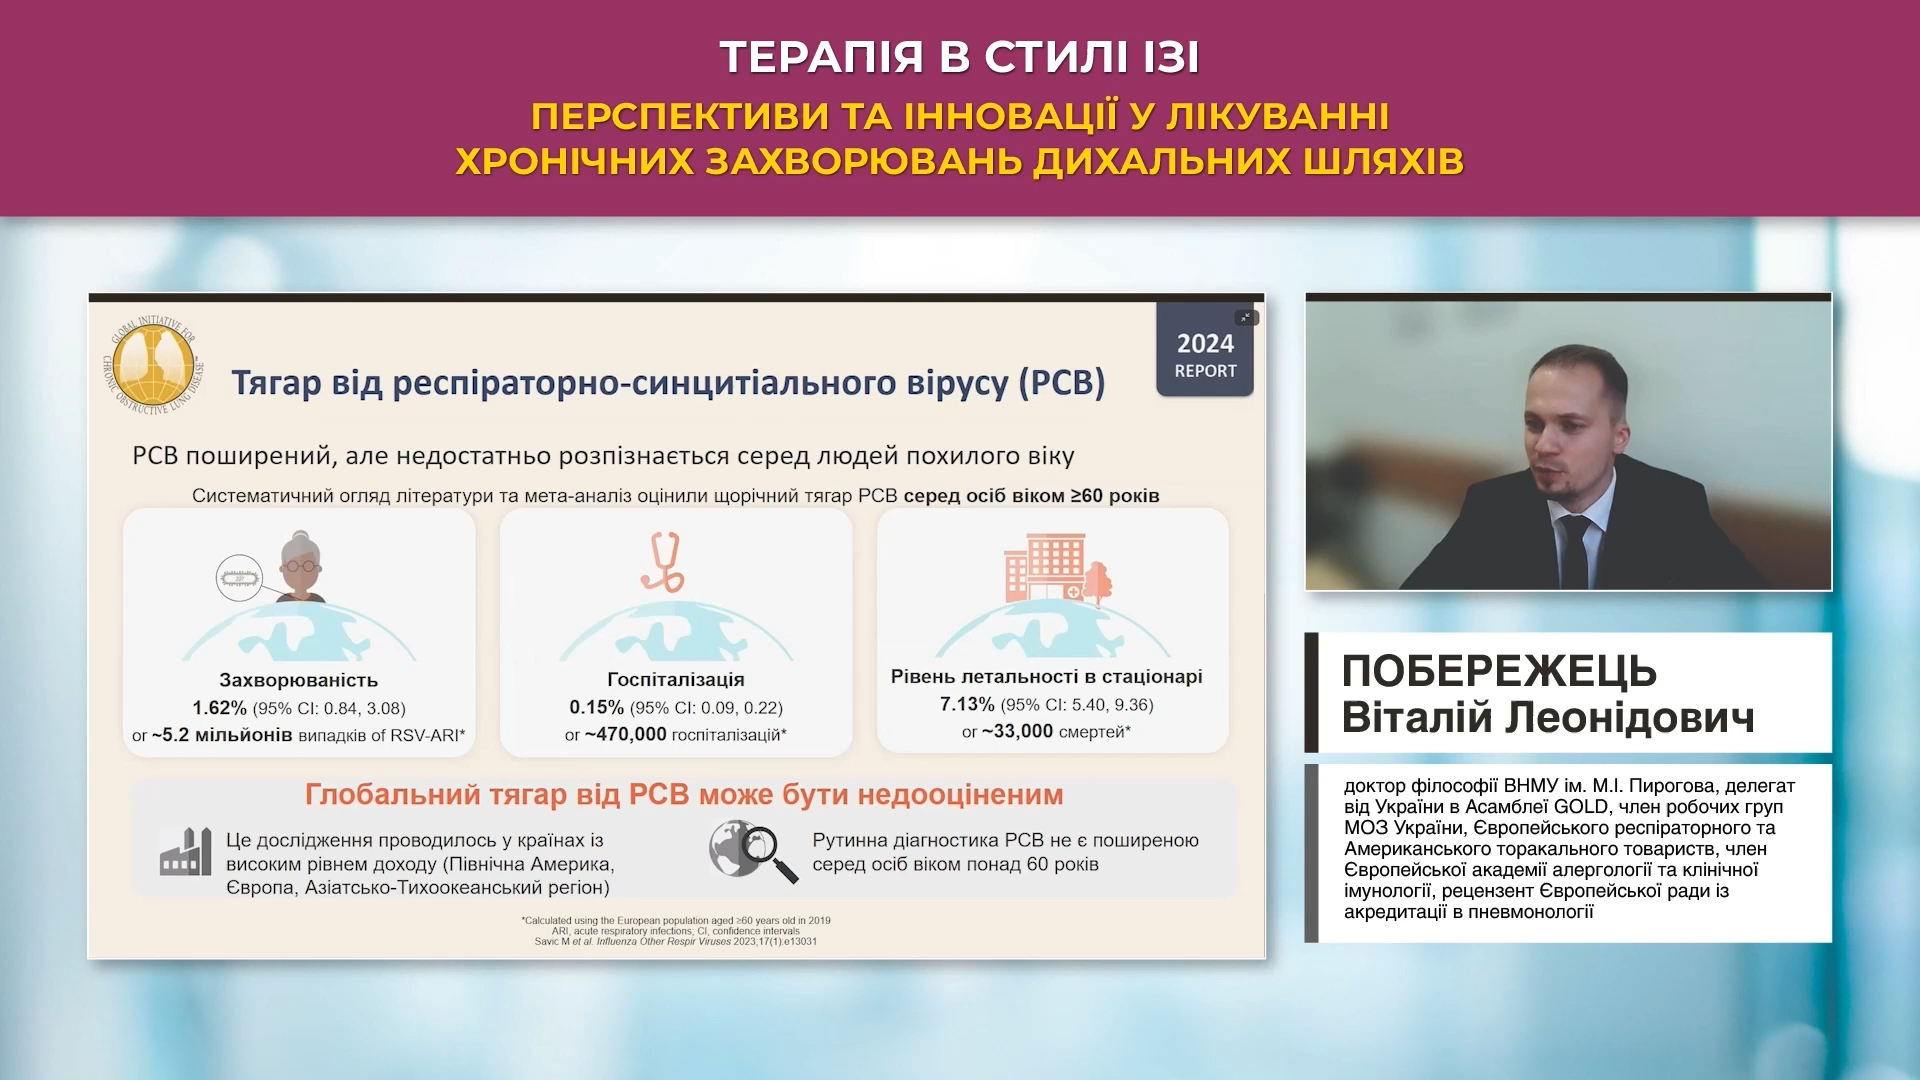 ТЕРАПІЯ В СТИЛІ ІЗІ
ПЕРСПЕКТИВИ ТА ІННОВАЦІЇ У ЛІКУВАННІ
ХРОНІЧНИХ ЗАХВОРЮВАНЬ ДИХАЛЬНИХ ШЛЯХІВ
GLOBAL INITIATIVE FOR
CHRONIC OBSTRUCTIVE LUNG DISEASE
2024
REPORT
Тягар від респіраторно-синцитіального вірусу (РСВ)
РСВ поширений, але недостатньо розпізнається серед людей похилого віку
Систематичний огляд літератури та мета-аналіз оцінили щорічний тягар РСВ серед осіб віком ≥60 років
Захворюваність
1.62% (95% CI: 0.84, 3.08)
or ~5.2 мільйонів випадків of RSV-ARI*
Госпіталізація
0.15% (95% CI: 0.09, 0.22)
or ~470,000 госпіталізацій*
Рівень летальності в стаціонарі
7.13% (95% CI: 5.40, 9.36)
or ~33,000 смертей*
Глобальний тягар від РСВ може бути недооціненим
Це дослідження проводилось у країнах із
високим рівнем доходу (Північна Америка,
Європа, Азіатсько-Тихоокеанський регіон)
Рутинна діагностика РСВ не є поширеною
серед осіб віком понад 60 років
*Calculated using the European population aged ≥60 years old in 2019
ARI, acute respiratory infections; CI, confidence intervals
Savic M et al. Influenza Other Respir Viruses 2023;17(1):e13031
ПОБЕРЕЖЕЦЬ
Віталій Леонідович
доктор філософії ВНМУ ім. М.І. Пирогова, делегат
від України в Асамблеї GOLD, член робочих груп
МОЗ України, Європейського респіраторного та
Американського торакального товариств, член
Європейської академії алергології та клінічної
імунології, рецензент Європейської ради із
акредитації в пневмонології